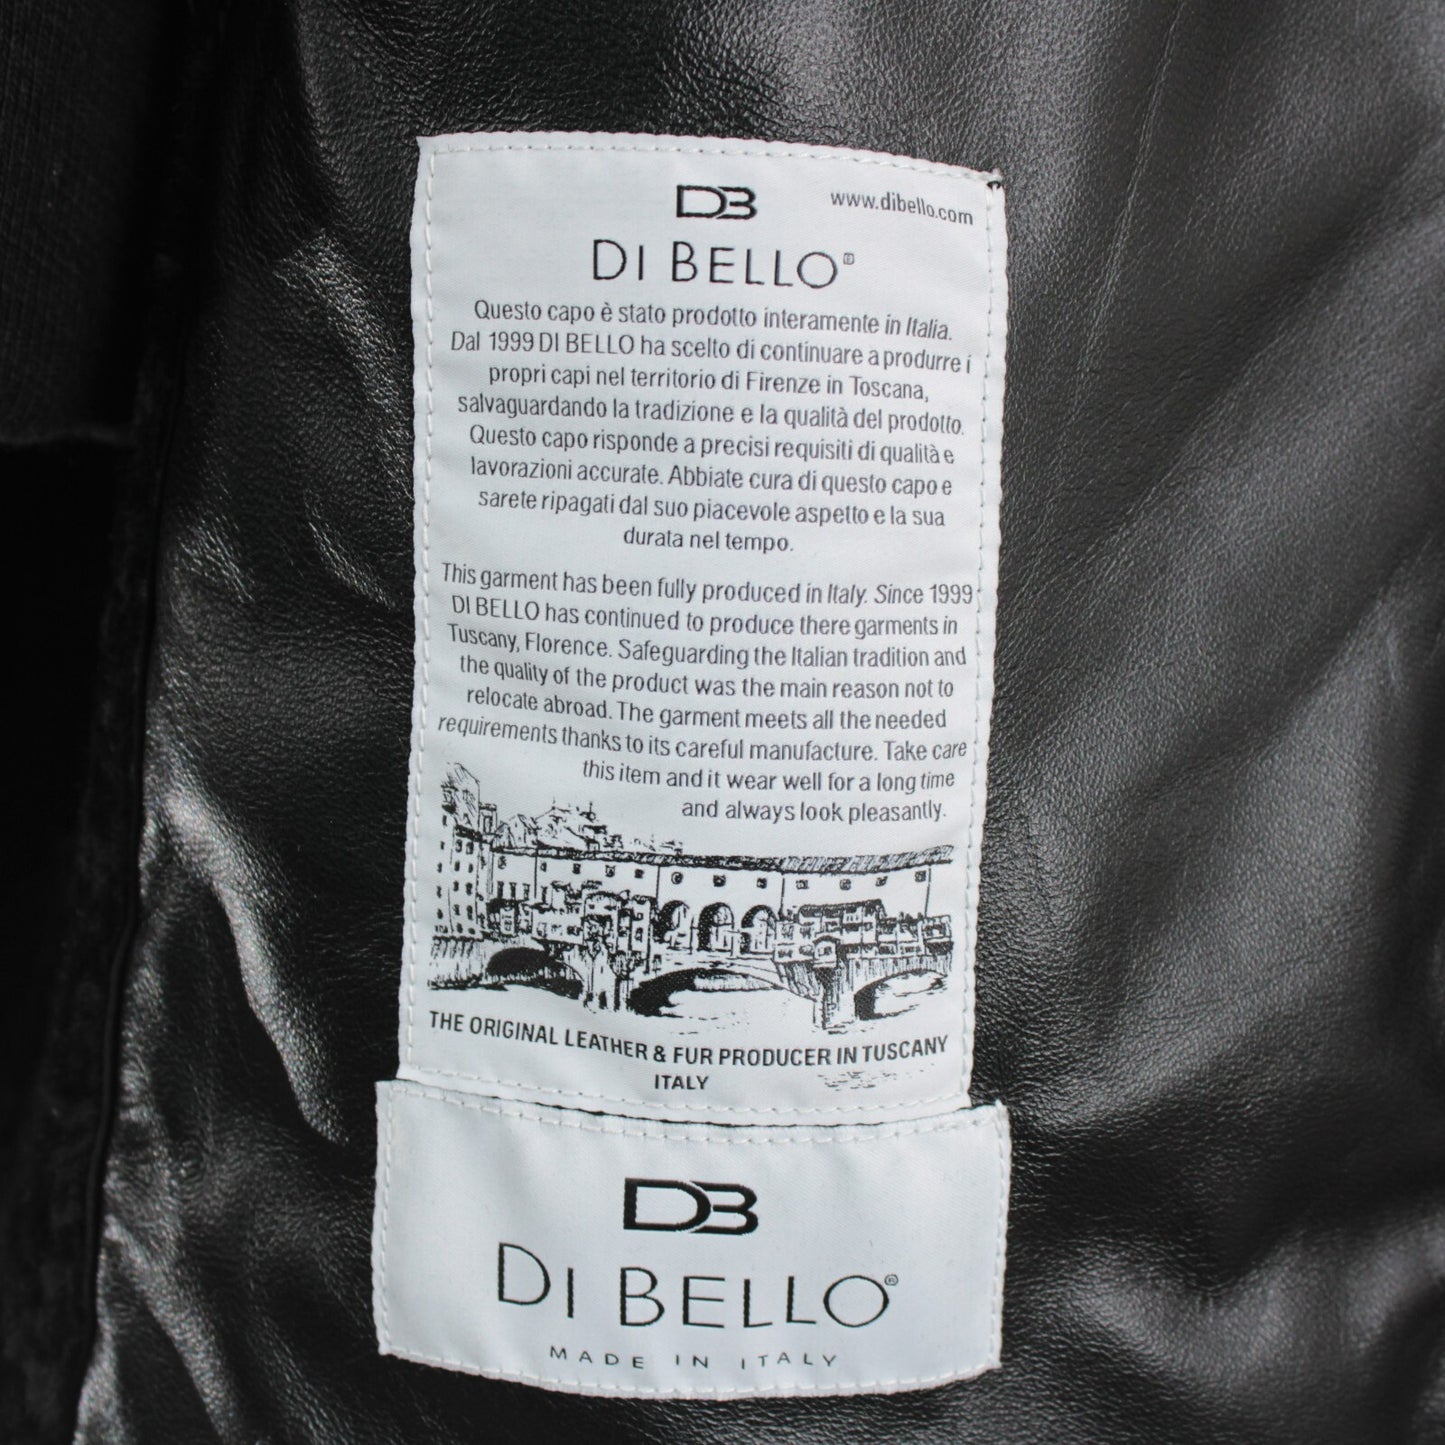 DB
www.dibello.com
DI BELLO®
Questo capo è stato prodotto interamente in Italia.
Dal 1999 DI BELLO ha scelto di continuare a produrre i
propri capi nel territorio di Firenze in Toscana,
salvaguardando la tradizione e la qualità del prodotto.
Questo capo risponde a precisi requisiti di qualità e
lavorazioni accurate. Abbiate cura di questo capo e
sarete ripagati dal suo piacevole aspetto e la sua
durata nel tempo.
This garment has been fully produced in Italy. Since 1999
DI BELLO has continued to produce there garments in
Tuscany, Florence. Safeguarding the Italian tradition and
the quality of the product was the main reason not to
relocate abroad. The garment meets all the needed
requirements thanks to its careful manufacture. Take care
this item and it wear well for a long time
and always look pleasantly.
THE ORIGINAL LEATHER & FUR PRODUCER IN TUSCANY
ITALY
DB
DI BELLO®
MADE IN ITALY